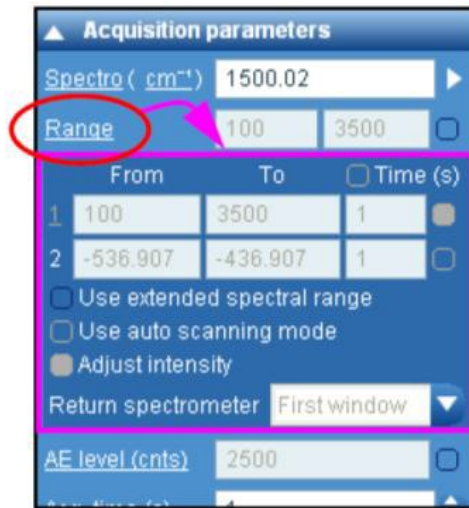 Acquisition parameters
Spectro ( cm⁻¹ ) 1500.02
Range 100 3500
From To Time (s)
1 100 3500 1
2 -536.907 -436.907 1
Use extended spectral range
Use auto scanning mode
Adjust intensity
Return spectrometer First window
AE level (cnts) 2500